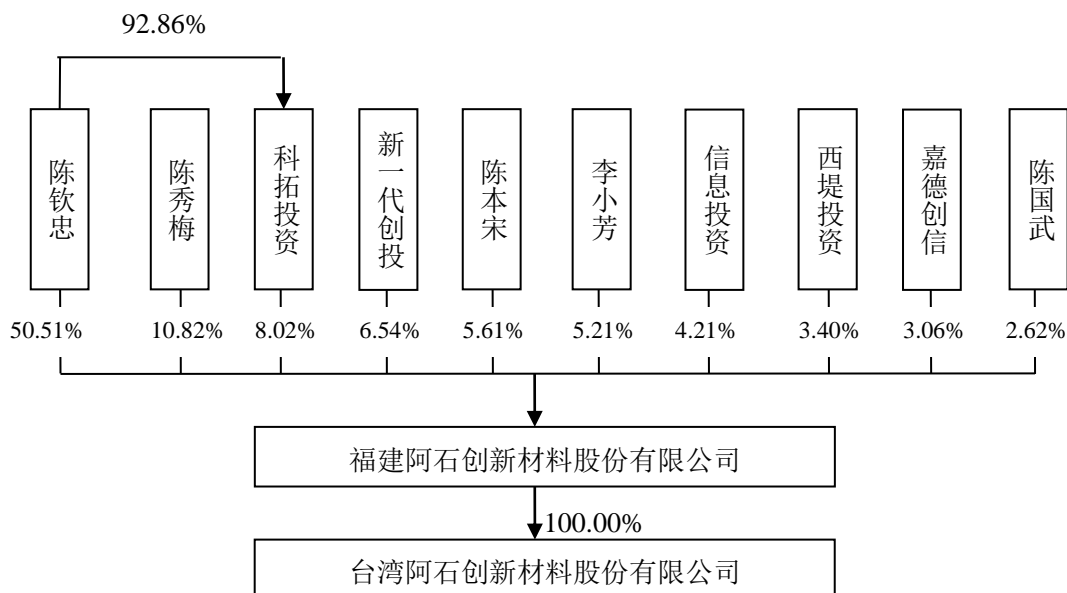 92.86%
陈钦忠
陈秀梅
科拓投资
新一代创投
陈本宋
李小芳
信息投资
西堤投资
嘉德创信
陈国武
50.51%
10.82%
8.02%
6.54%
5.61%
5.21%
4.21%
3.40%
3.06%
2.62%
福建阿石创新材料股份有限公司
100.00%
台湾阿石创新材料股份有限公司